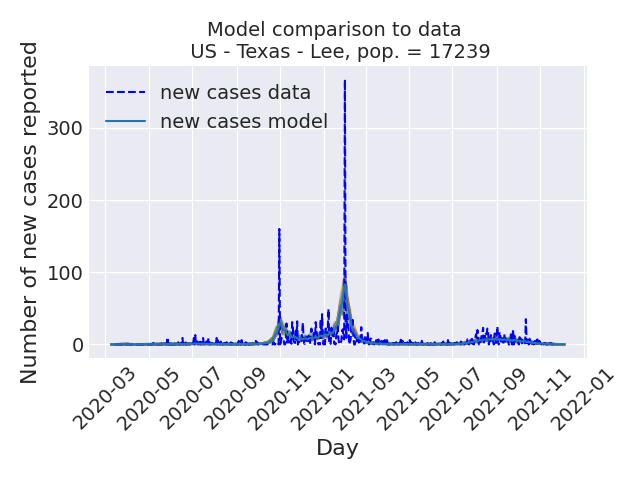 Model comparison to data
US - Texas - Lee, pop. = 17239
new cases data
new cases model
Number of new cases reported
300
200
100
0
2020-03
2020-05
2020-07
2020-09
2020-11
2021-01
2021-03
2021-05
2021-07
2021-09
2021-11
2022-01
Day